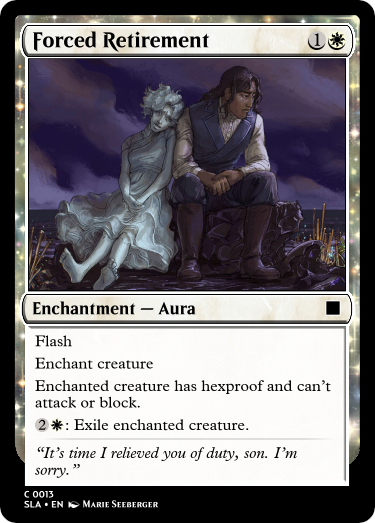 Forced Retirement
1
Enchantment — Aura
Flash
Enchant creature
Enchanted creature has hexproof and can't
attack or block.
2: Exile enchanted creature.
“It's time I relieved you of duty, son. I'm
sorry.”
C 0013
SLA • EN Marie Seeberger